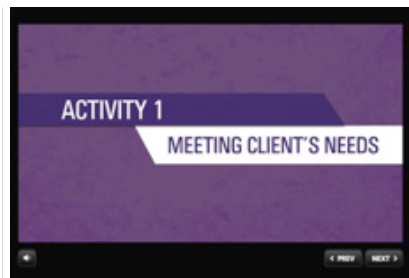 ACTIVITY 1
MEETING CLIENT'S NEEDS
< PREV NEXT >